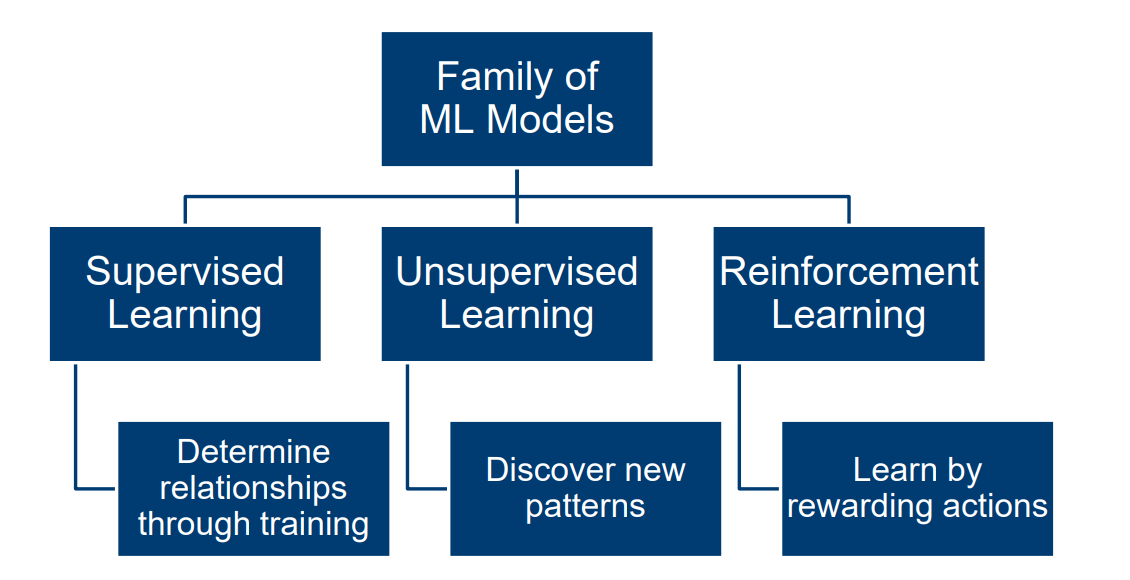 Family of
ML Models
Supervised
Learning
Unsupervised
Learning
Reinforcement
Learning
Determine
relationships
through training
Discover new
patterns
Learn by
rewarding actions